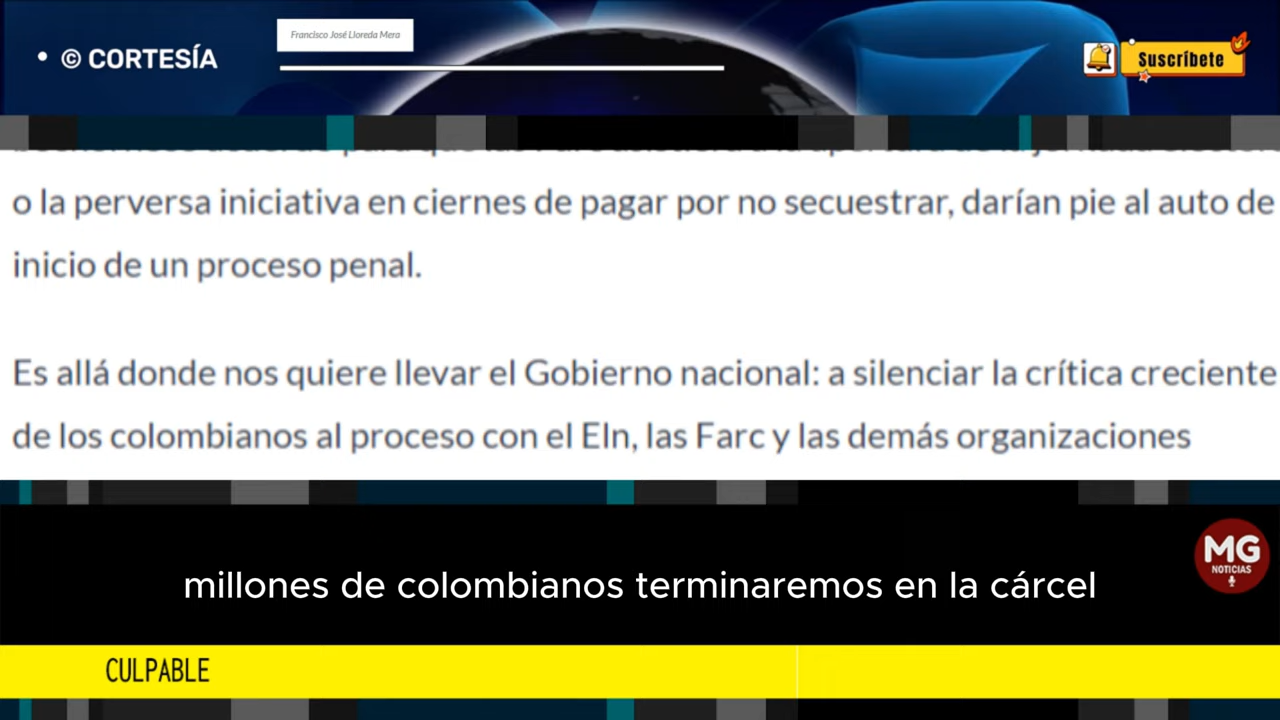 Francisco José Lloreda Mera
• © CORTESÍA
Suscríbete
o la perversa iniciativa en ciernes de pagar por no secuestrar, darían pie al auto de
inicio de un proceso penal.
Es allá donde nos quiere llevar el Gobierno nacional: a silenciar la crítica creciente
de los colombianos al proceso con el Eln, las Farc y las demás organizaciones
MG
NOTICIAS
millones de colombianos terminaremos en la cárcel
CULPABLE